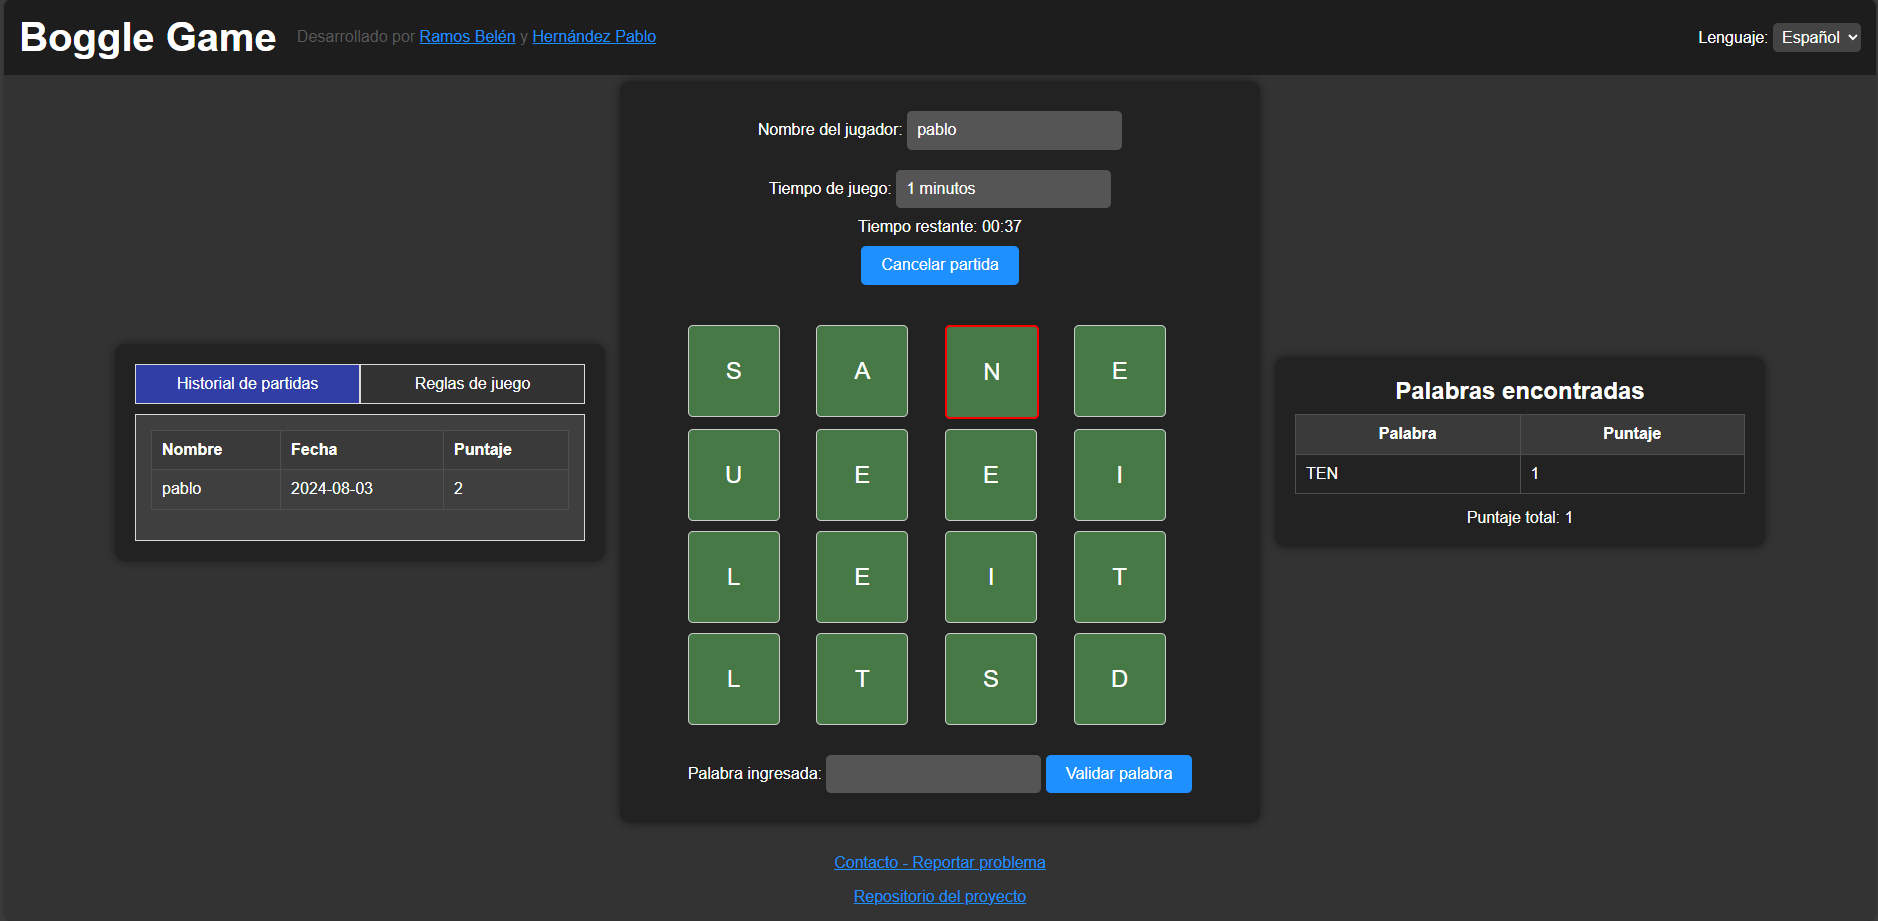 Boggle Game Desarrollado por Ramos Belén y Hernández Pablo Lenguaje: Español
Nombre del jugador: pablo
Tiempo de juego: 1 minutos
Tiempo restante: 00:37
Cancelar partida
Historial de partidas Reglas de juego
Nombre Fecha Puntaje
pablo 2024-08-03 2
S A N E
U E E I
L E I T
L T S D
Palabra ingresada: Validar palabra
Palabras encontradas
Palabra Puntaje
TEN 1
Puntaje total: 1
Contacto - Reportar problema
Repositorio del proyecto